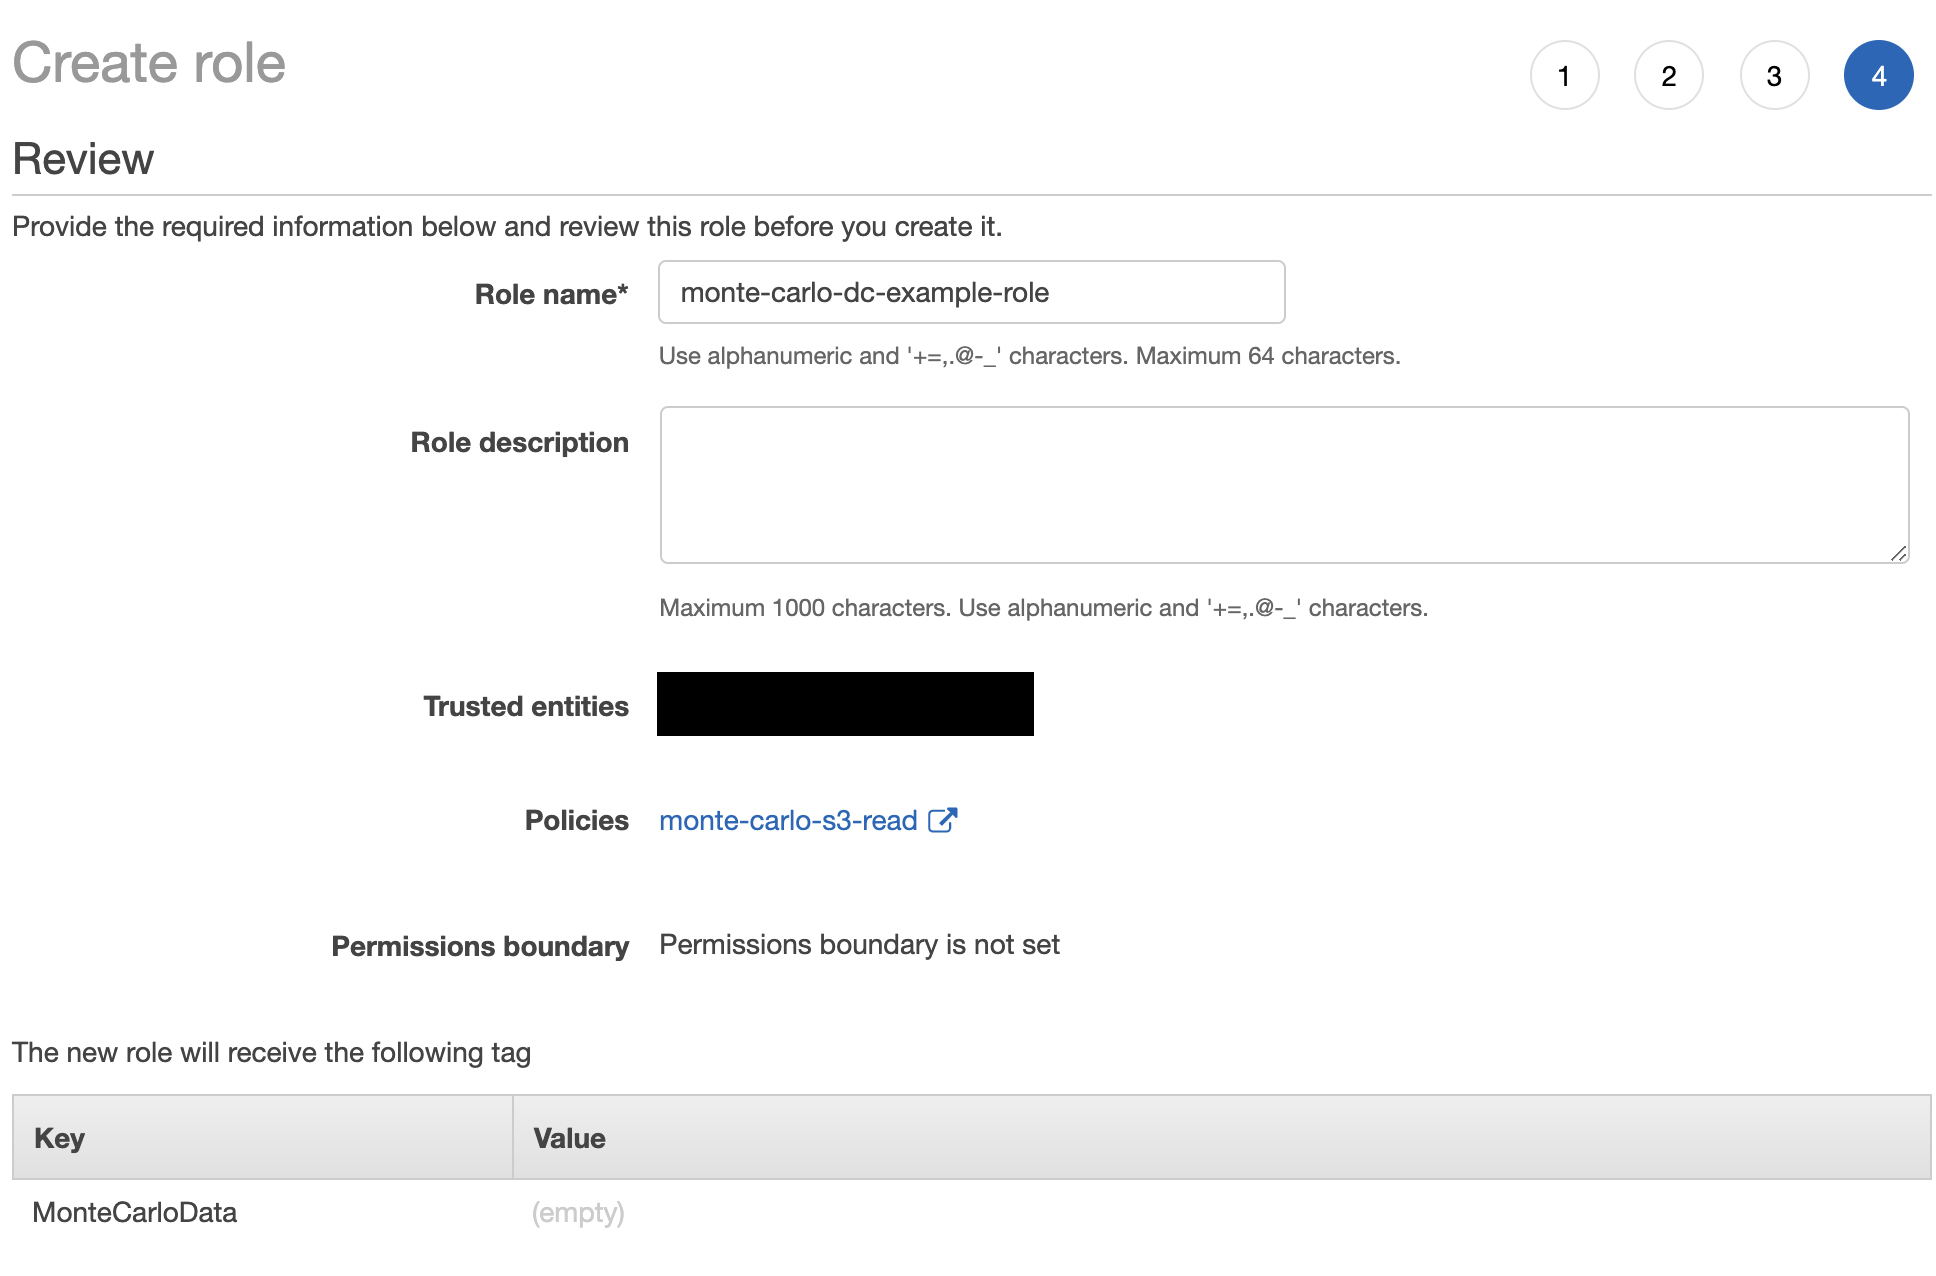 Create role
1 2 3 4
Review
Provide the required information below and review this role before you create it.
Role name* monte-carlo-dc-example-role
Use alphanumeric and '+=,.@-_' characters. Maximum 64 characters.
Role description
Maximum 1000 characters. Use alphanumeric and '+=,.@-_' characters.
Trusted entities
Policies monte-carlo-s3-read
Permissions boundary Permissions boundary is not set
The new role will receive the following tag
Key Value
MonteCarloData (empty)